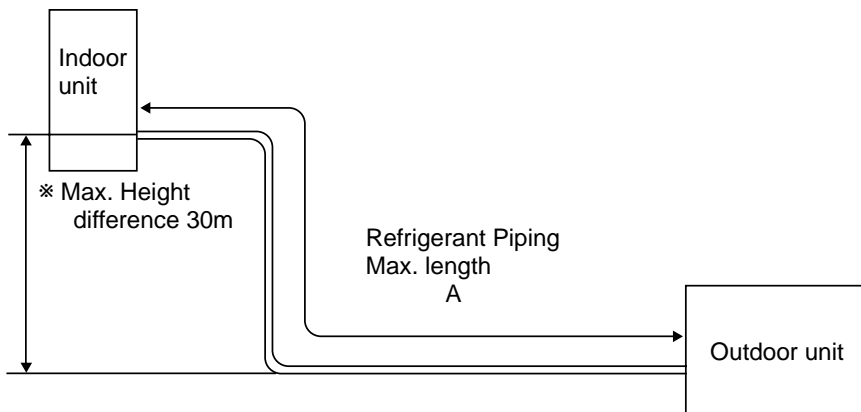 Indoor
unit
※ Max. Height
difference 30m
Refrigerant Piping
Max. length
A
Outdoor unit